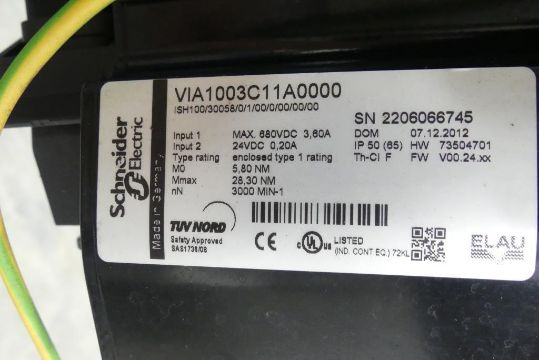 Schneider
Electric
Made in Germany
VIA1003C11A0000
ISH100/30058/0/1/00/0/00/00/00
SN 2206066745
Input 1 MAX. 680VDC 3,60A DOM 07.12.2012
Input 2 24VDC 0,20A IP 50 (65) HW 73504701
Type rating enclosed type 1 rating Th-Cl F FW V00.24.xx
M0 5,80 NM
Mmax 28,30 NM
nN 3000 MIN-1
TUV NORD
Safety Approved
SAS1736/08
CE
c UL US LISTED
(IND. CONT EQ.) 72KL
ELAU